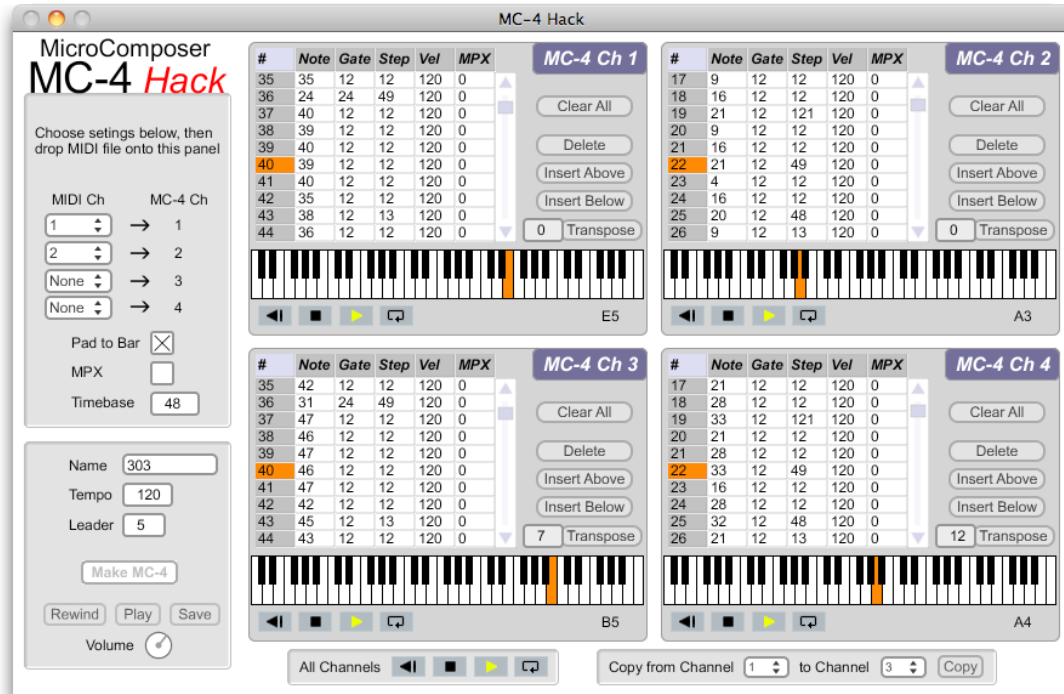 MC-4 Hack
MicroComposer
MC-4 Hack
Choose setings below, then
drop MIDI file onto this panel
MIDI Ch MC-4 Ch
1 → 1
2 → 2
None → 3
None → 4
Pad to Bar
MPX
Timebase 48
Name 303
Tempo 120
Leader 5
Make MC-4
Rewind Play Save
Volume
# Note Gate Step Vel MPX
35 35 12 12 120 0
36 24 24 49 120 0
37 40 12 12 120 0
38 39 12 12 120 0
39 40 12 12 120 0
40 39 12 12 120 0
41 40 12 12 120 0
42 35 12 12 120 0
43 38 12 13 120 0
44 36 12 12 120 0
MC-4 Ch 1
Clear All
Delete
Insert Above
Insert Below
0 Transpose
E5
# Note Gate Step Vel MPX
17 9 12 12 120 0
18 16 12 12 120 0
19 21 12 121 120 0
20 9 12 12 120 0
21 16 12 12 120 0
22 21 12 49 120 0
23 4 12 12 120 0
24 16 12 12 120 0
25 20 12 48 120 0
26 9 12 13 120 0
MC-4 Ch 2
Clear All
Delete
Insert Above
Insert Below
0 Transpose
A3
# Note Gate Step Vel MPX
35 42 12 12 120 0
36 31 24 49 120 0
37 47 12 12 120 0
38 46 12 12 120 0
39 47 12 12 120 0
40 46 12 12 120 0
41 47 12 12 120 0
42 42 12 12 120 0
43 45 12 13 120 0
44 43 12 12 120 0
MC-4 Ch 3
Clear All
Delete
Insert Above
Insert Below
7 Transpose
B5
# Note Gate Step Vel MPX
17 21 12 12 120 0
18 28 12 12 120 0
19 33 12 121 120 0
20 21 12 12 120 0
21 28 12 12 120 0
22 33 12 49 120 0
23 16 12 12 120 0
24 28 12 12 120 0
25 32 12 48 120 0
26 21 12 13 120 0
MC-4 Ch 4
Clear All
Delete
Insert Above
Insert Below
12 Transpose
A4
All Channels
Copy from Channel 1 to Channel 3 Copy